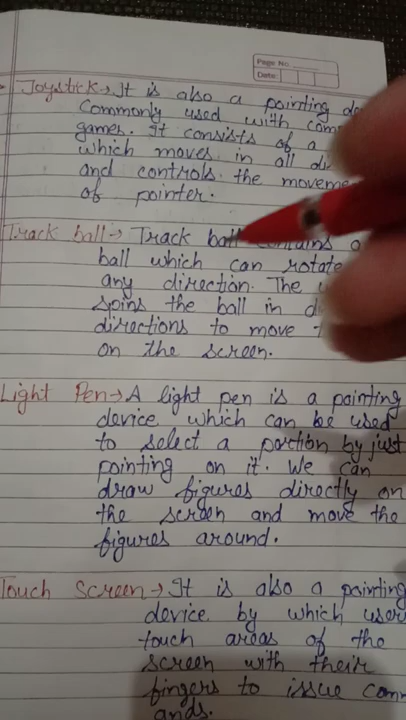 Page No.
Date:
Joystick → It is also a pointing de
Commonly used with com
games. It consists of a
which moves in all di
and controls the moveme
of pointer.
Track ball → Track ball contains a
ball which can rotate
any direction. The
spins the ball in d
directions to move
on the screen.
Light Pen → A light pen is a pointing
device which can be used
to select a portion by just
pointing on it. We can
draw figures directly on
the screen and move the
figures around.
Touch Screen → It is also a pointing
device by which user
touch areas of the
screen with their
fingers to issue comm-
ands.